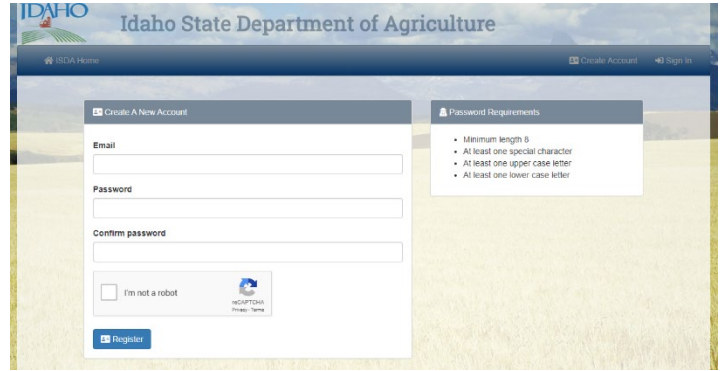 IDAHO
Idaho State Department of Agriculture
ISDA Home
Create Account
Sign In
Create A New Account
Email
Password
Confirm password
I'm not a robot
reCAPTCHA
Privacy - Terms
Register
Password Requirements
Minimum length 8
At least one special character
At least one upper case letter
At least one lower case letter